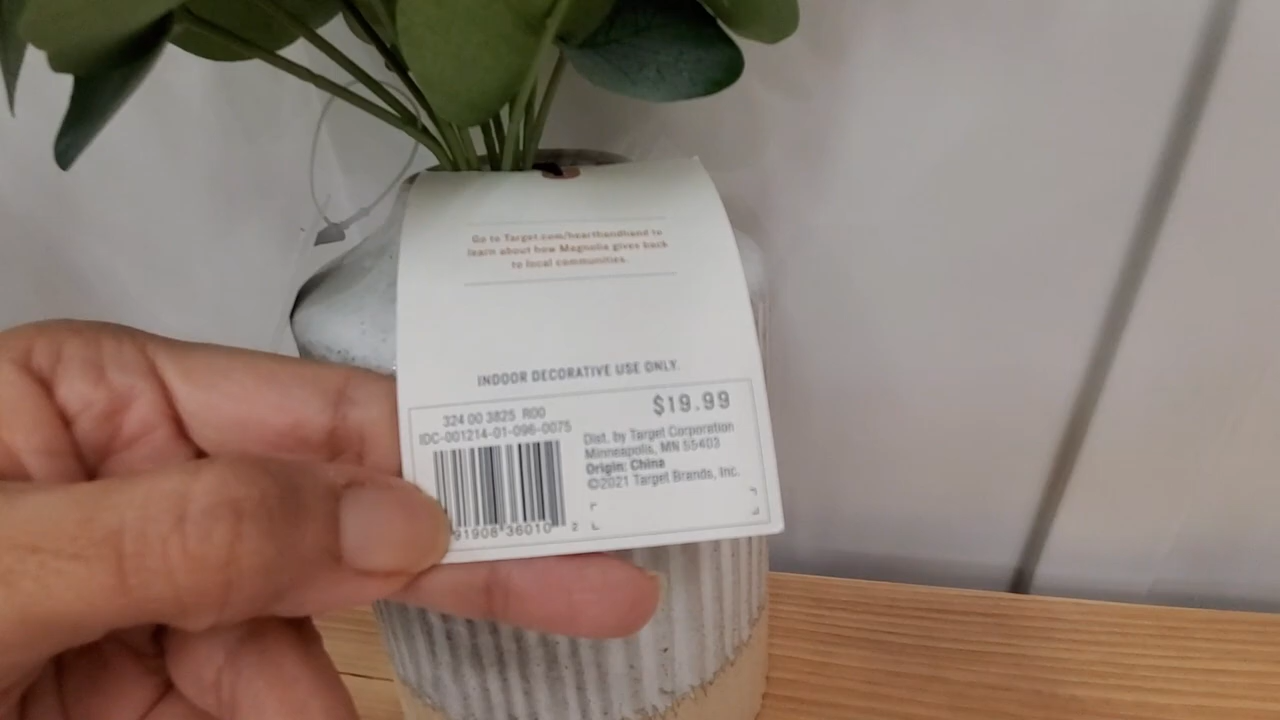 Go to Target.com/hearthandhand to
learn about how Magnolia gives back
to local communities.
INDOOR DECORATIVE USE ONLY.
324 00 3825 R00
IDC-001214-01-096-0075
91908 36010 2
$19.99
Dist. by Target Corporation
Minneapolis, MN 55403
Origin: China
©2021 Target Brands, Inc.